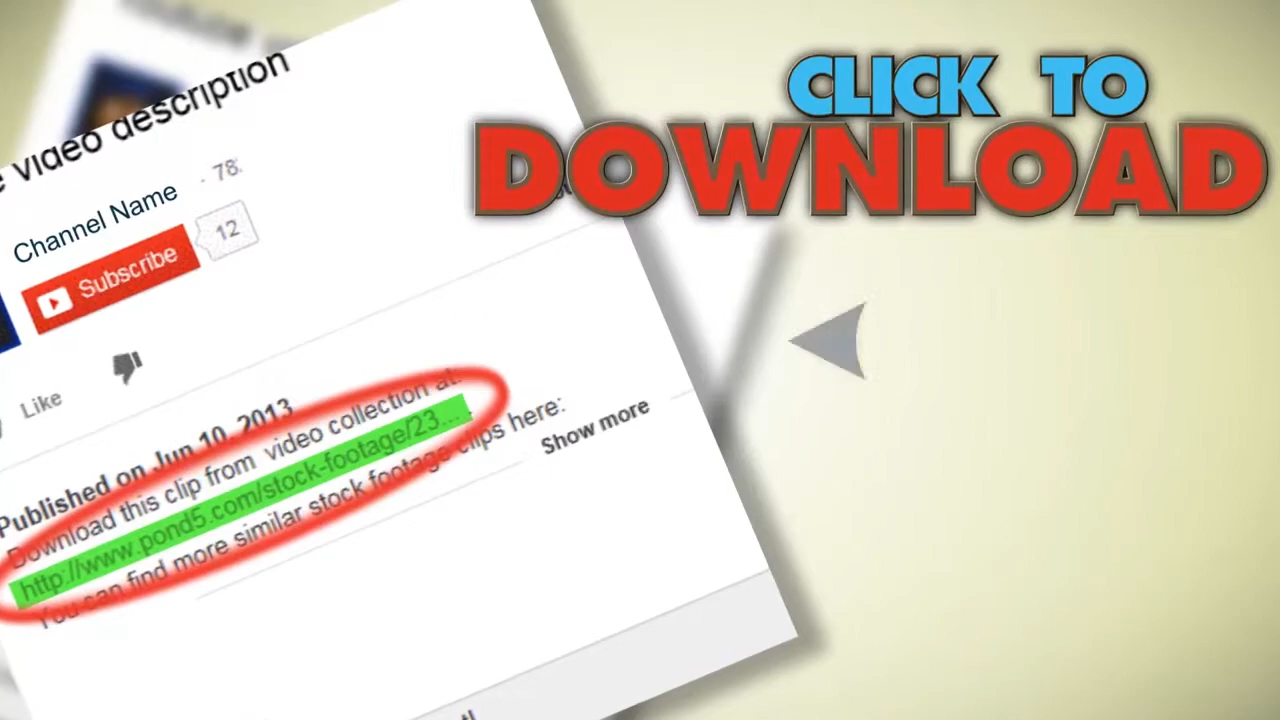 CLICK TO
DOWNLOAD
video description
Channel Name
78
Subscribe
12
Like
Published on Jun 10, 2013
Download this clip from video collection at:
http://www.pond5.com/stock-footage/23...
You can find more similar stock footage clips here:
Show more